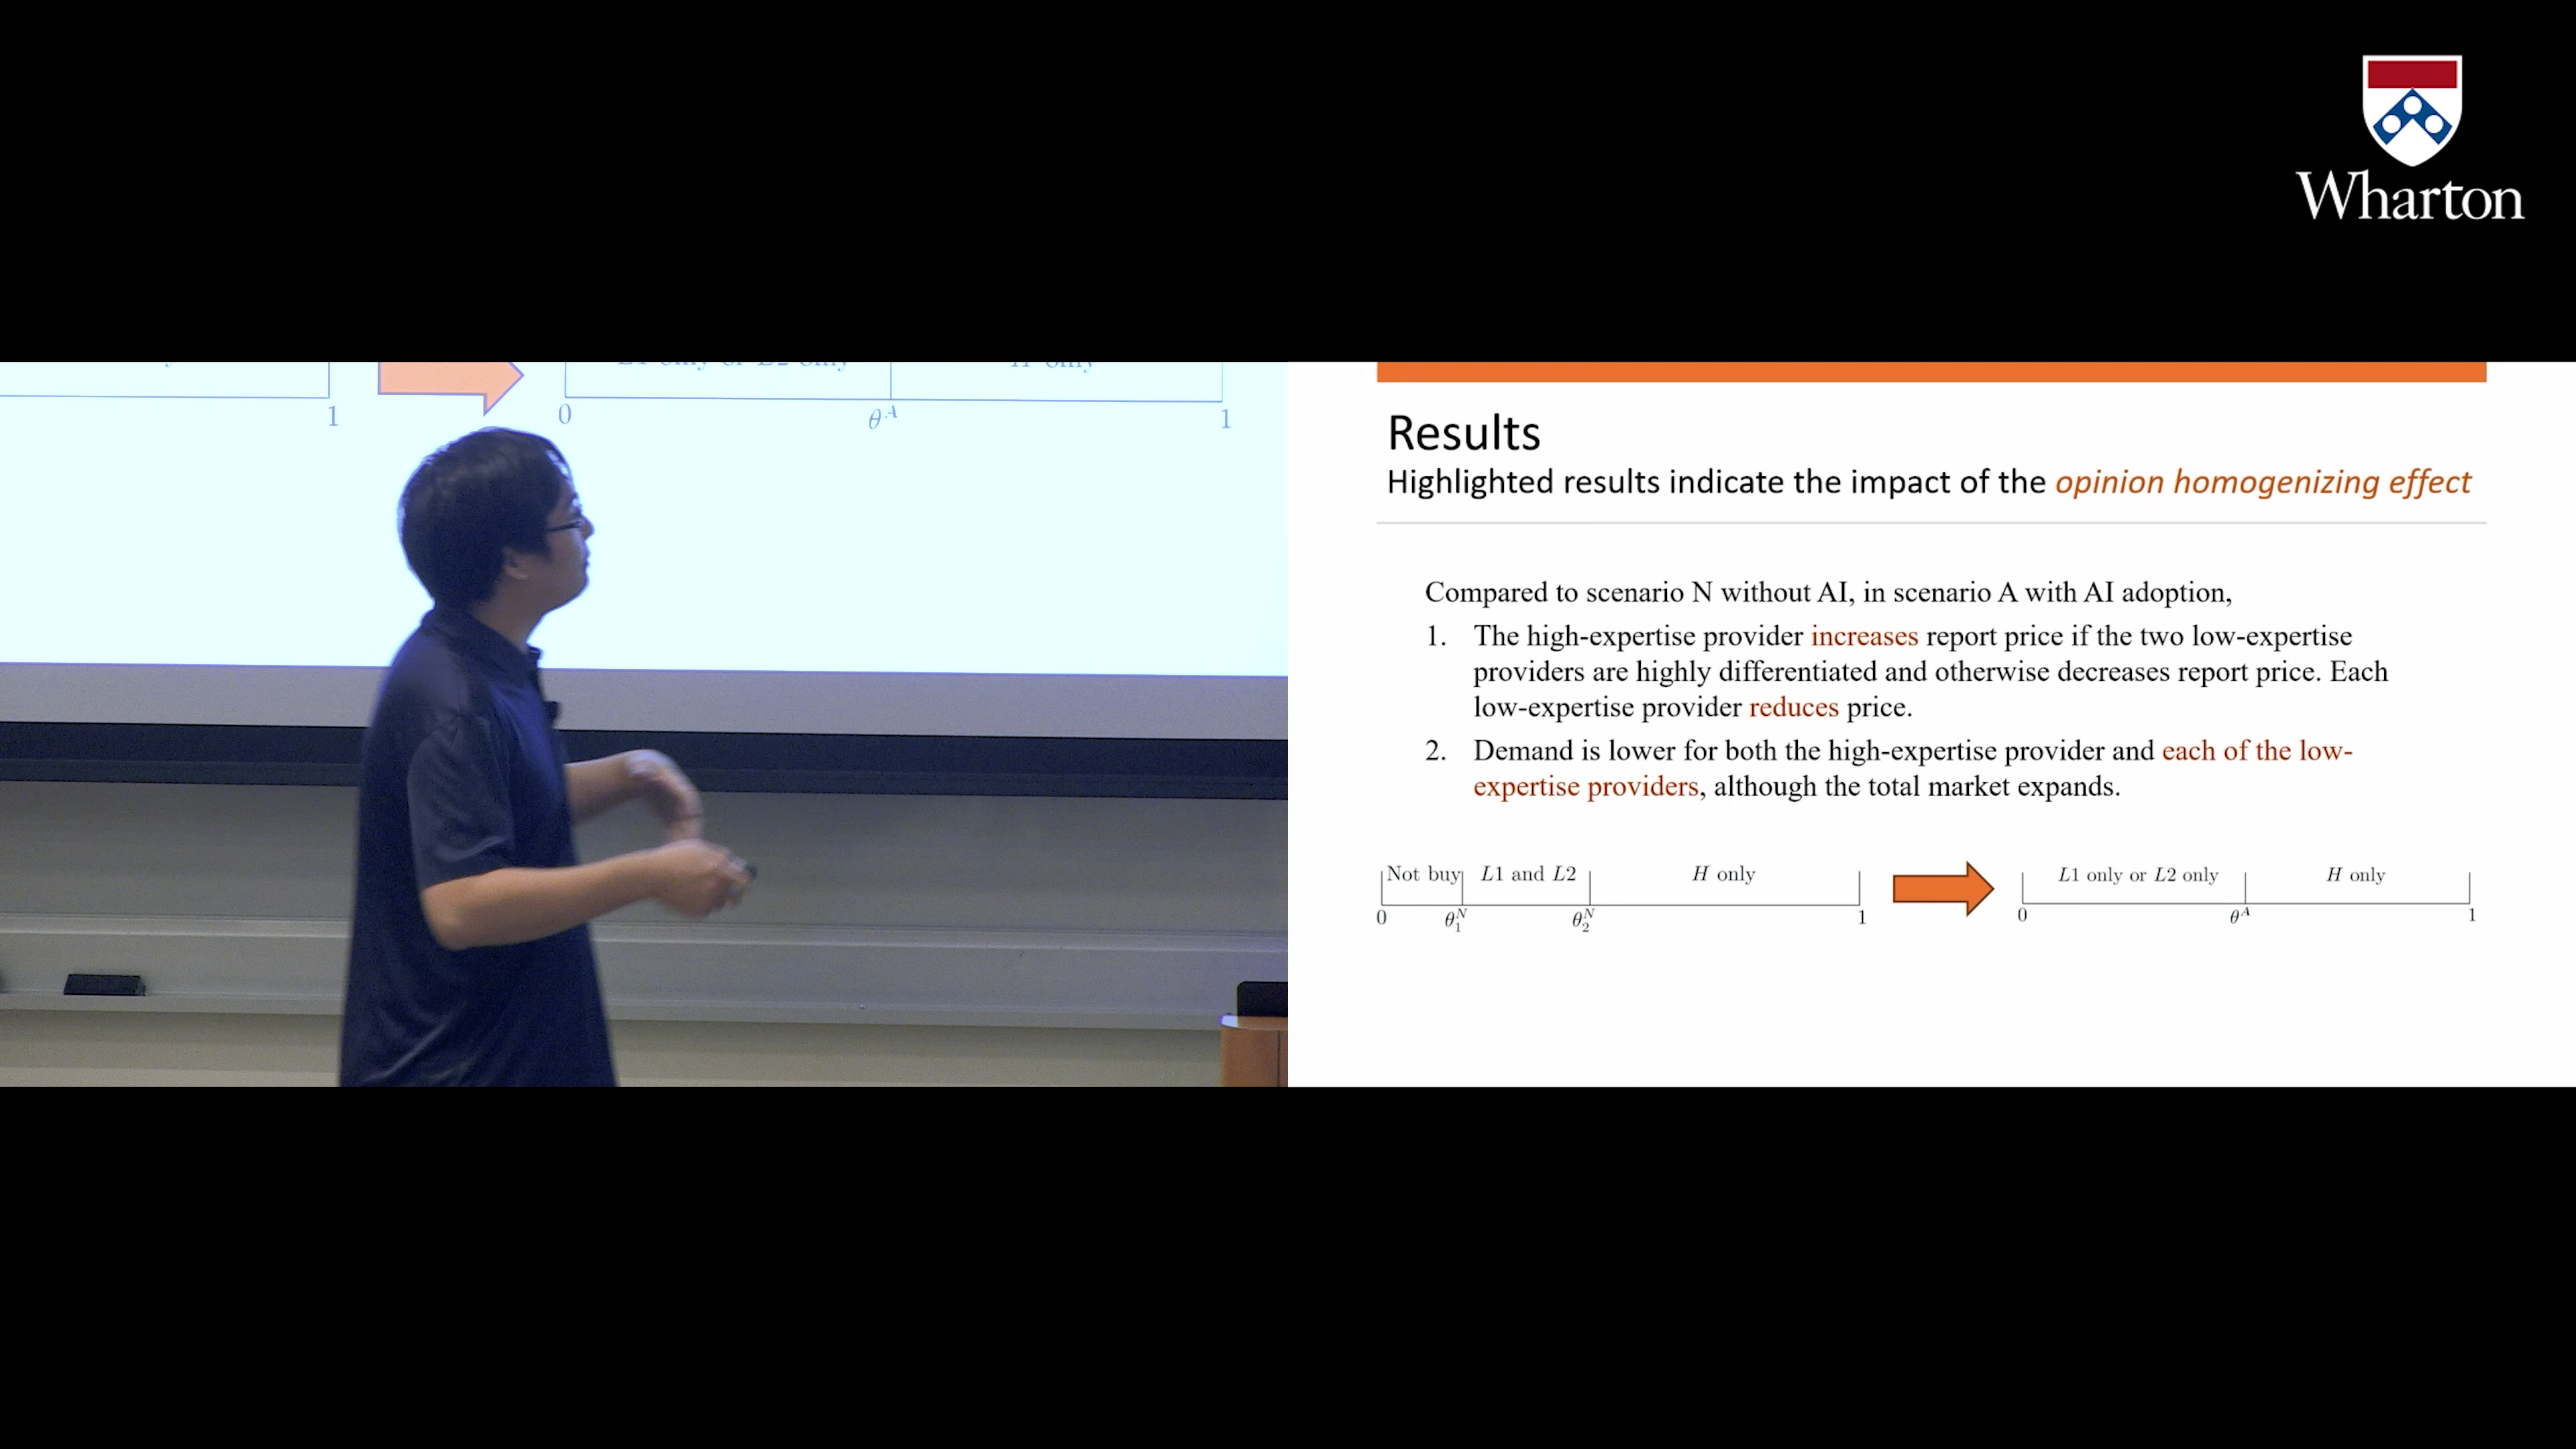 Wharton
1
0
θ^A
1
Results
Highlighted results indicate the impact of the opinion homogenizing effect
Compared to scenario N without AI, in scenario A with AI adoption,
1. The high-expertise provider increases report price if the two low-expertise
providers are highly differentiated and otherwise decreases report price. Each
low-expertise provider reduces price.
2. Demand is lower for both the high-expertise provider and each of the low-
expertise providers, although the total market expands.
Not buy L1 and L2 H only L1 only or L2 only H only
0 θ₁^N θ₂^N 1 0 θ^A 1